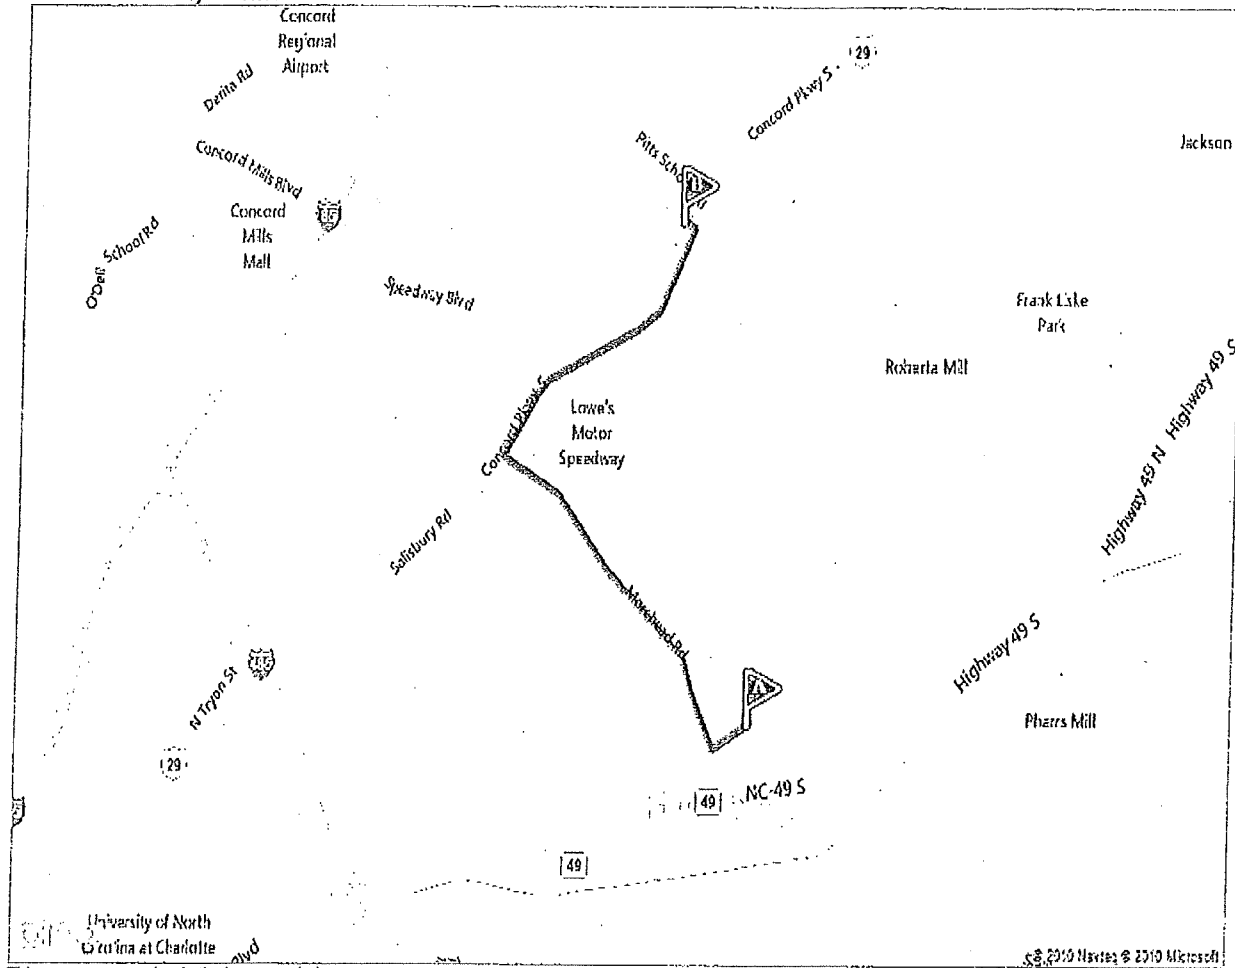 Concord
Regional
Airport
Derita Rd
Concord Mills Blvd
Concord
Mills
Mall
O'Dell School Rd
Speedway Blvd
Concord Pkwy S
29
Pitts School
Jackson
Frank Liske
Park
Roberta Mill
Highway 49 N Highway 49 S
Concord Pkwy S
Lowe's
Motor
Speedway
Salisbury Rd
Morehead Rd
A
Highway 49 S
Pharrs Mill
N Tryon St
85
29
49
NC-49 S
49
University of North
Carolina at Charlotte
Blvd
© 2010 Navteq © 2010 Microsoft